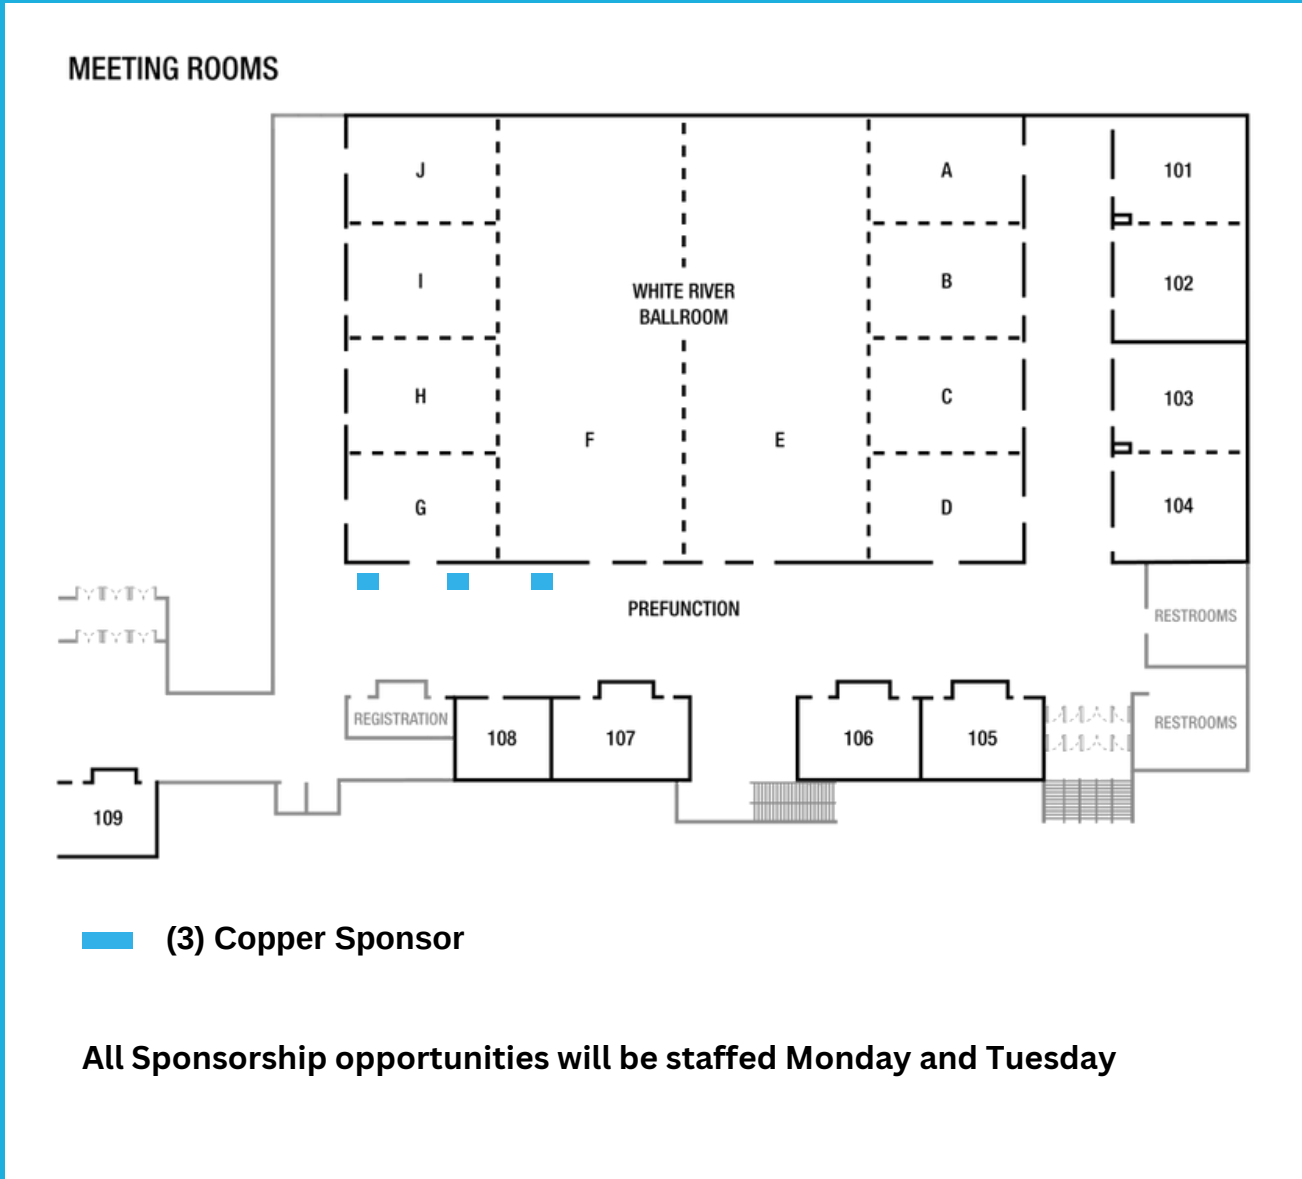 MEETING ROOMS
J
A
101
I
B
102
WHITE RIVER
BALLROOM
H
C
103
F
E
G
D
104
PREFUNCTION
RESTROOMS
REGISTRATION
RESTROOMS
108
107
106
105
109
(3) Copper Sponsor
All Sponsorship opportunities will be staffed Monday and Tuesday